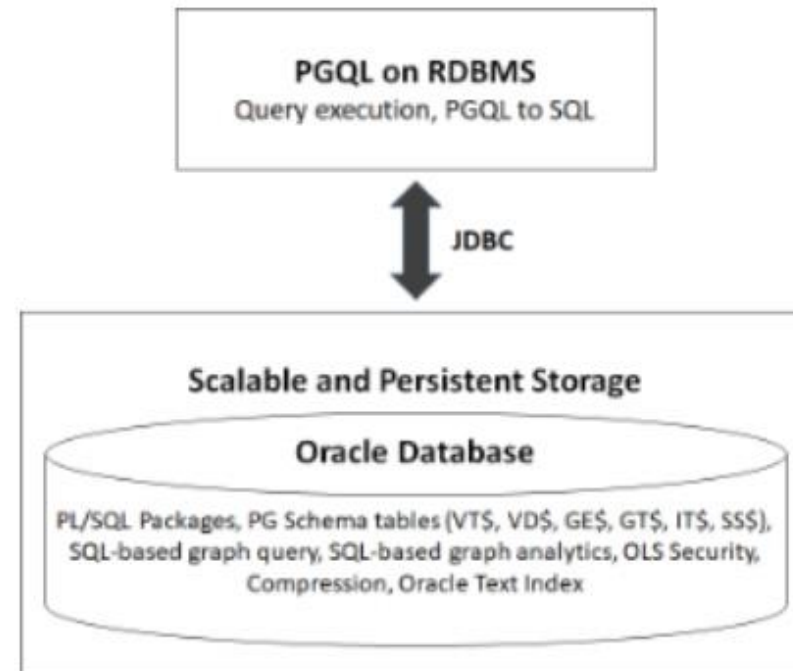 PGQL on RDBMS
Query execution, PGQL to SQL
JDBC
Scalable and Persistent Storage
Oracle Database
PL/SQL Packages, PG Schema tables (VT$, VD$, GE$, GT$, IT$, SS$),
SQL-based graph query, SQL-based graph analytics, OLS Security,
Compression, Oracle Text Index